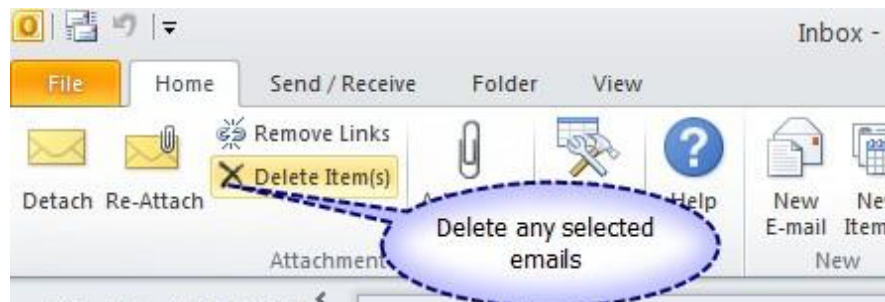 Inbox -
File Home Send / Receive Folder View
Remove Links
Delete Item(s)
Detach Re-Attach Help New
E-mail
Delete any selected
emails
Attachment New